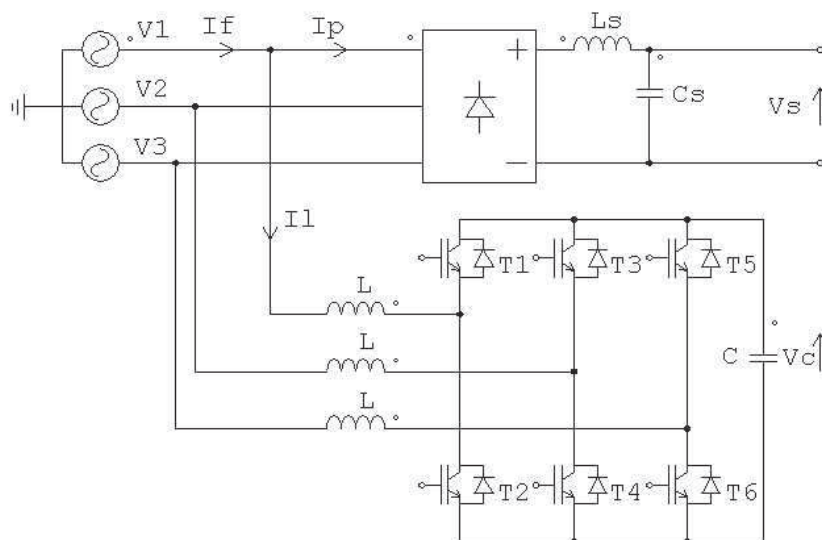 V1 If Ip + Ls
V2 Cs Vs
V3 −
Il
T1 T3 T5
L
L C Vc
L
T2 T4 T6